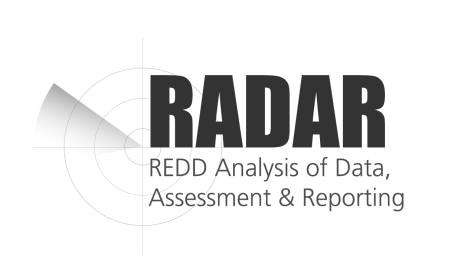 RADAR
REDD Analysis of Data,
Assessment & Reporting